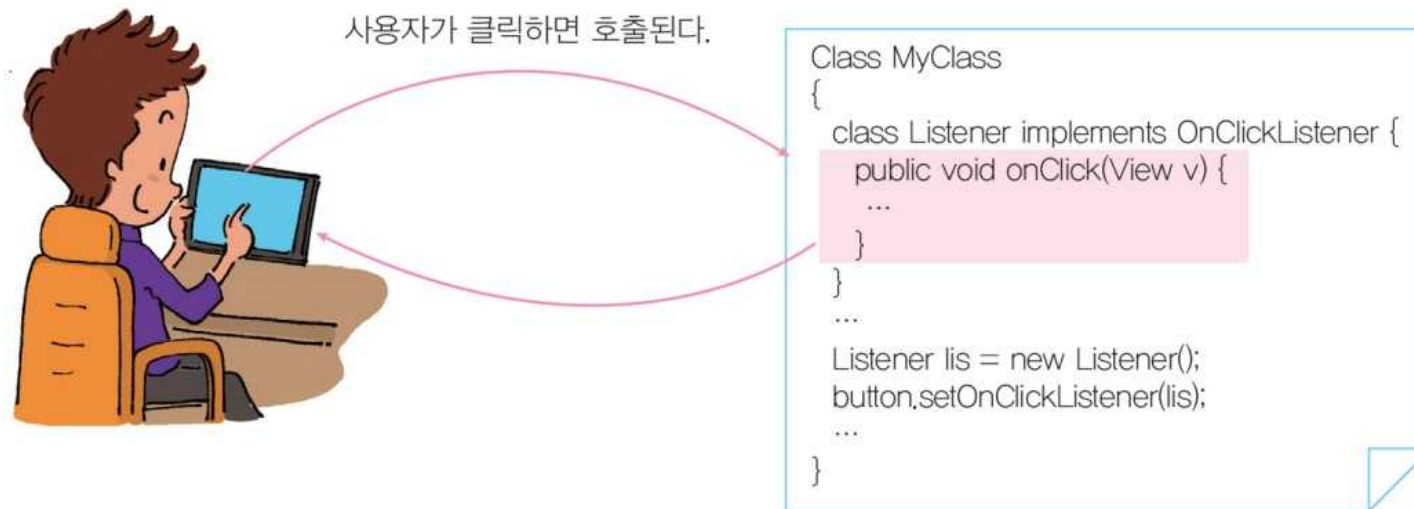 사용자가 클릭하면 호출된다.
Class MyClass
{
class Listener implements OnClickListener {
public void onClick(View v) {
...
}
}
...
Listener lis = new Listener();
button.setOnClickListener(lis);
...
}